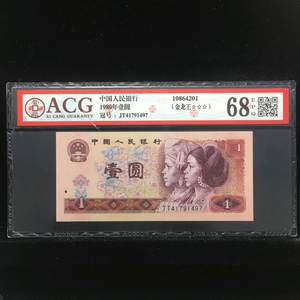 ACG
XI CANG GUARANTY
中国人民银行
1980年壹圆
冠号:JT41791497
10864201
(金龙王☆☆☆)
68
EPQ
中国人民银行
1
壹圆
1
JT41791497